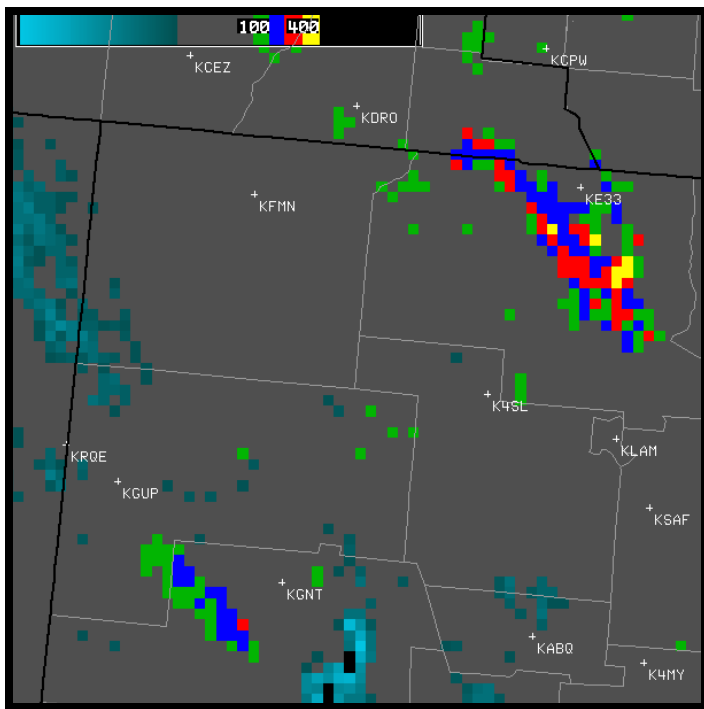 100 400
KCPW
KCEZ
KDRO
KE33
KFMN
K4SL
KLAM
KRQE
KGUP
KSAF
KGNT
KABQ
K4MY